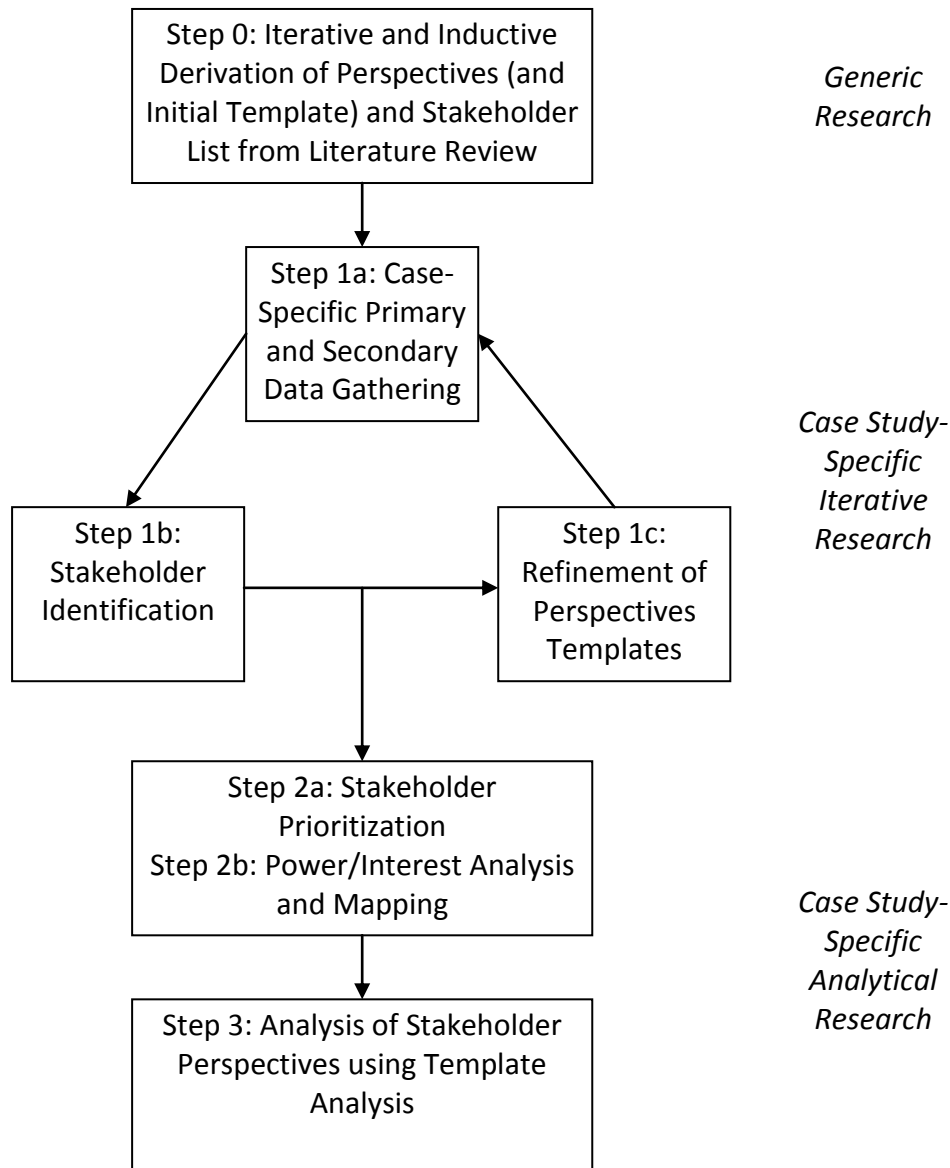 Step 0: Iterative and Inductive
Derivation of Perspectives (and
Initial Template) and Stakeholder
List from Literature Review
Generic
Research
Step 1a: Case-
Specific Primary
and Secondary
Data Gathering
Case Study-
Specific
Iterative
Research
Step 1b:
Stakeholder
Identification
Step 1c:
Refinement of
Perspectives
Templates
Step 2a: Stakeholder
Prioritization
Step 2b: Power/Interest Analysis
and Mapping
Case Study-
Specific
Analytical
Research
Step 3: Analysis of Stakeholder
Perspectives using Template
Analysis